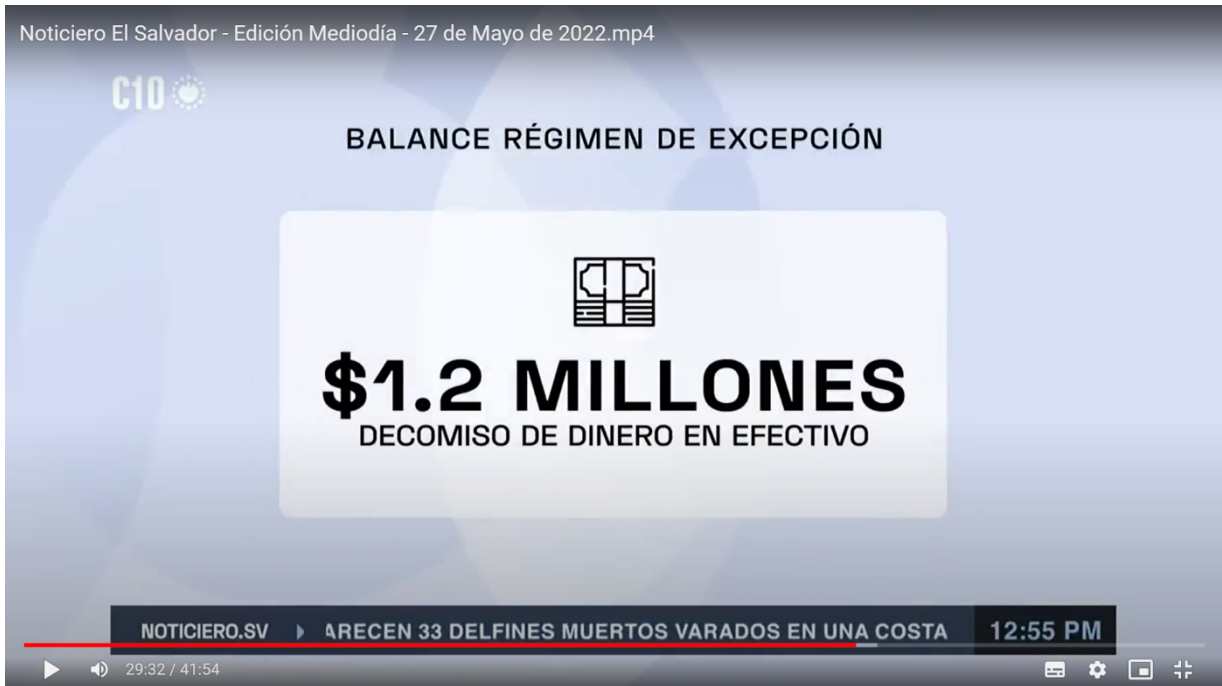 Noticiero El Salvador - Edición Mediodía - 27 de Mayo de 2022.mp4
C10
BALANCE RÉGIMEN DE EXCEPCIÓN
$1.2 MILLONES
DECOMISO DE DINERO EN EFECTIVO
NOTICIERO.SV ARECEN 33 DELFINES MUERTOS VARADOS EN UNA COSTA 12:55 PM
29:32 / 41:54